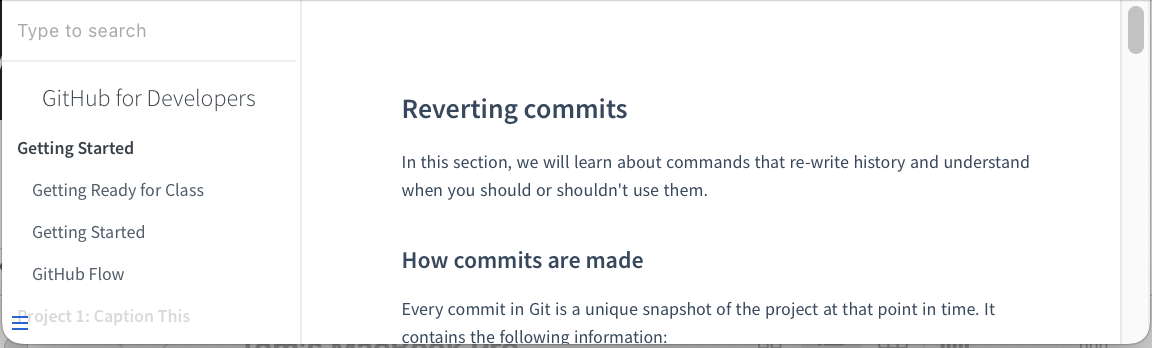 Type to search
GitHub for Developers
Getting Started
Getting Ready for Class
Getting Started
GitHub Flow
Project 1: Caption This
Reverting commits
In this section, we will learn about commands that re-write history and understand
when you should or shouldn't use them.
How commits are made
Every commit in Git is a unique snapshot of the project at that point in time. It
contains the following information: